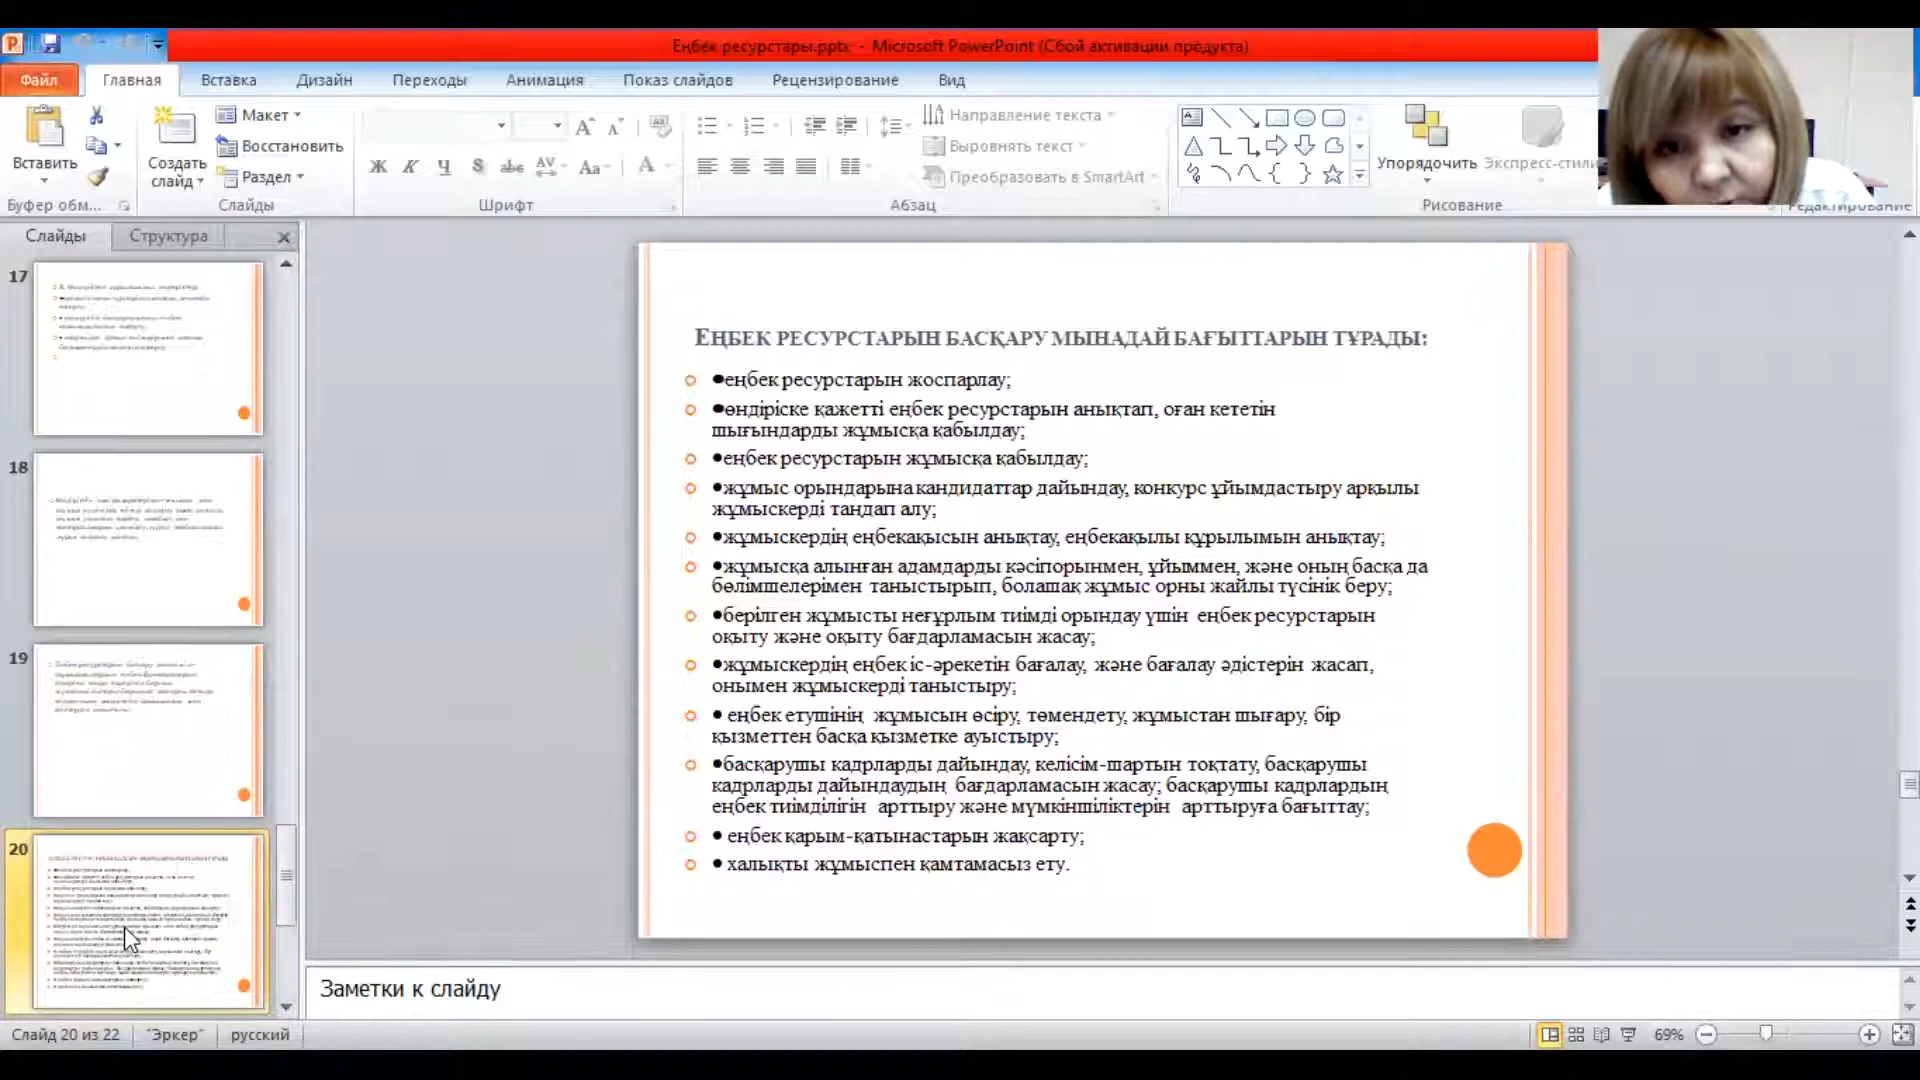 Еңбек ресурстары.pptx - Microsoft PowerPoint (Сбой активации продукта)
Файл Главная Вставка Дизайн Переходы Анимация Показ слайдов Рецензирование Вид
Вставить
Буфер обм...
Создать слайд
Макет
Восстановить
Раздел
Слайды
Ж К Ч S abc AV Aa A
Шрифт
Направление текста
Выровнять текст
Преобразовать в SmartArt
Абзац
Упорядочить
Экспресс-стили
Рисование
Редактирование
Слайды Структура
17
18
19
20
ЕҢБЕК РЕСУРСТАРЫН БАСҚАРУ МЫНАДАЙ БАҒЫТТАРЫН ТҰРАДЫ:
●еңбек ресурстарын жоспарлау;
●өндіріске қажетті еңбек ресурстарын анықтап, оған кететін
шығындарды жұмысқа қабылдау;
●еңбек ресурстарын жұмысқа қабылдау;
●жұмыс орындарына кандидаттар дайындау, конкурс ұйымдастыру арқылы
жұмыскерді таңдап алу;
●жұмыскердің еңбекақысын анықтау, еңбекақылы құрылымын анықтау;
●жұмысқа алынған адамдарды кәсіпорынмен, ұйыммен, және оның басқа да
бөлімшелерімен таныстырып, болашақ жұмыс орны жайлы түсінік беру;
●берілген жұмысты неғұрлым тиімді орындау үшін еңбек ресурстарын
оқыту және оқыту бағдарламасын жасау;
●жұмыскердің еңбек іс-әрекетін бағалау, және бағалау әдістерін жасап,
онымен жұмыскерді таныстыру;
● еңбек етушінің жұмысын өсіру, төмендету, жұмыстан шығару, бір
қызметтен басқа қызметке ауыстыру;
●басқарушы кадрларды дайындау, келісім-шартын тоқтату, басқарушы
кадрларды дайындаудың бағдарламасын жасау; басқарушы кадрлардың
еңбек тиімділігін арттыру және мүмкіншіліктерін арттыруға бағыттау;
● еңбек қарым-қатынастарын жақсарту;
● халықты жұмыспен қамтамасыз ету.
Заметки к слайду
Слайд 20 из 22 "Эркер" русский 69%